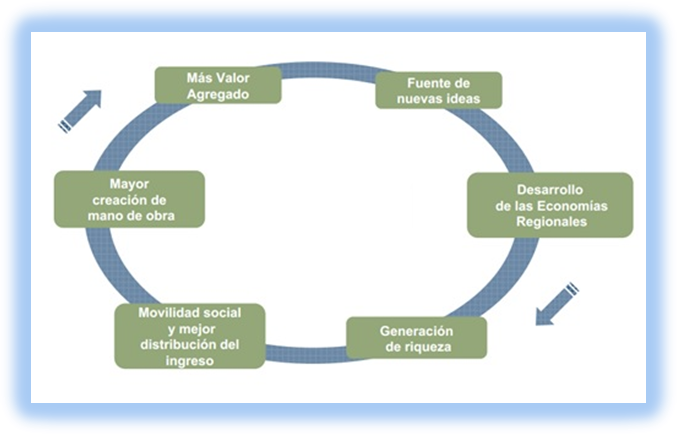 Más Valor
Agregado
Fuente de
nuevas ideas
Desarrollo
de las Economías
Regionales
Generación
de riqueza
Movilidad social
y mejor
distribución del
ingreso
Mayor
creación de
mano de obra